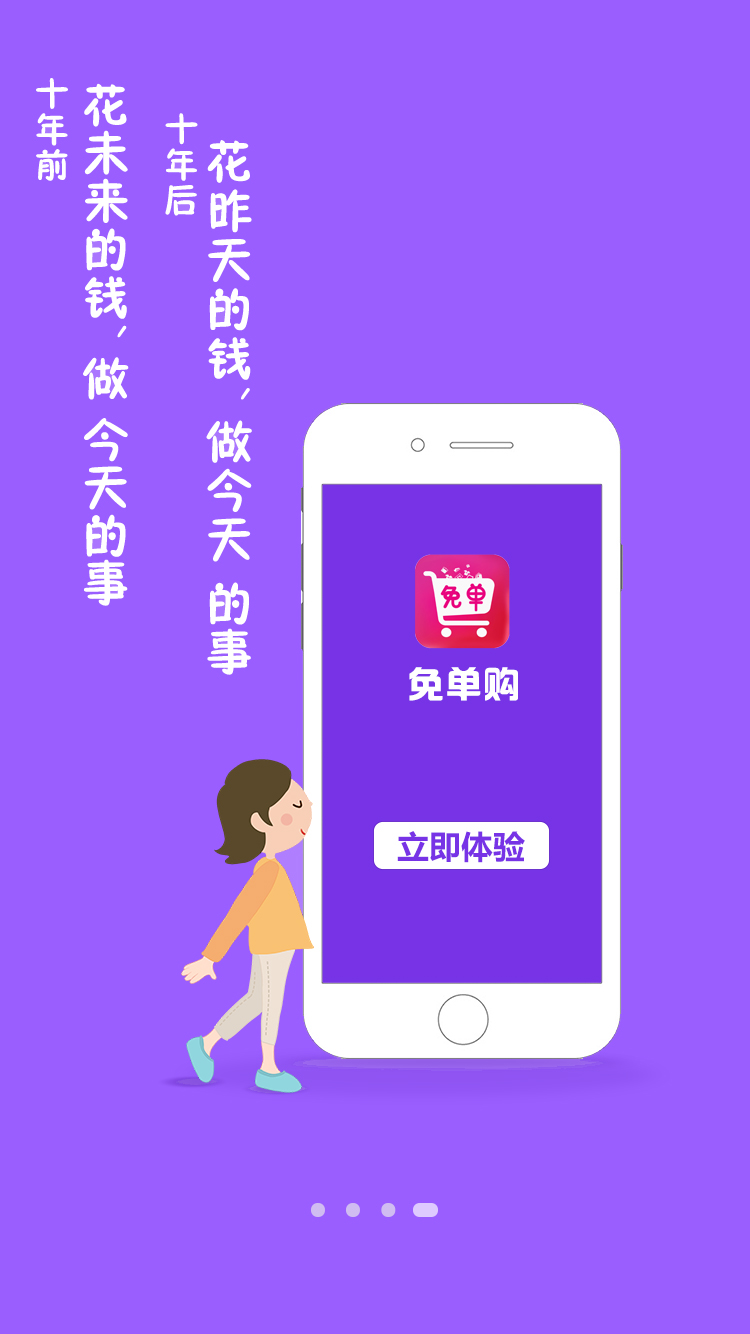 十年前
花未来的钱，做 今天的事
十年后
花昨天的钱，做今天 的事
免单
免单购
立即体验